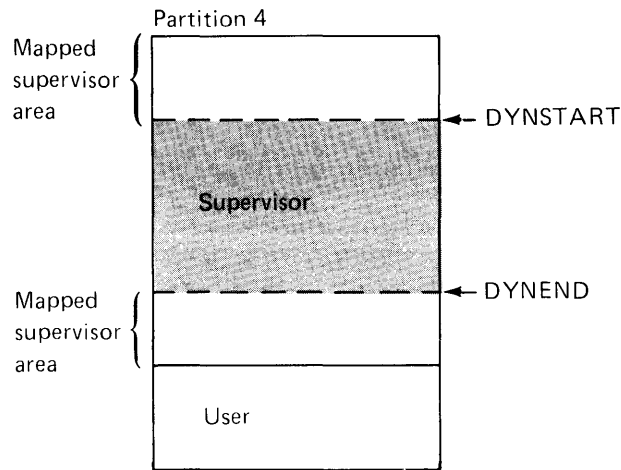 Partition 4
Mapped
supervisor
area
DYNSTART
Supervisor
DYNEND
Mapped
supervisor
area
User